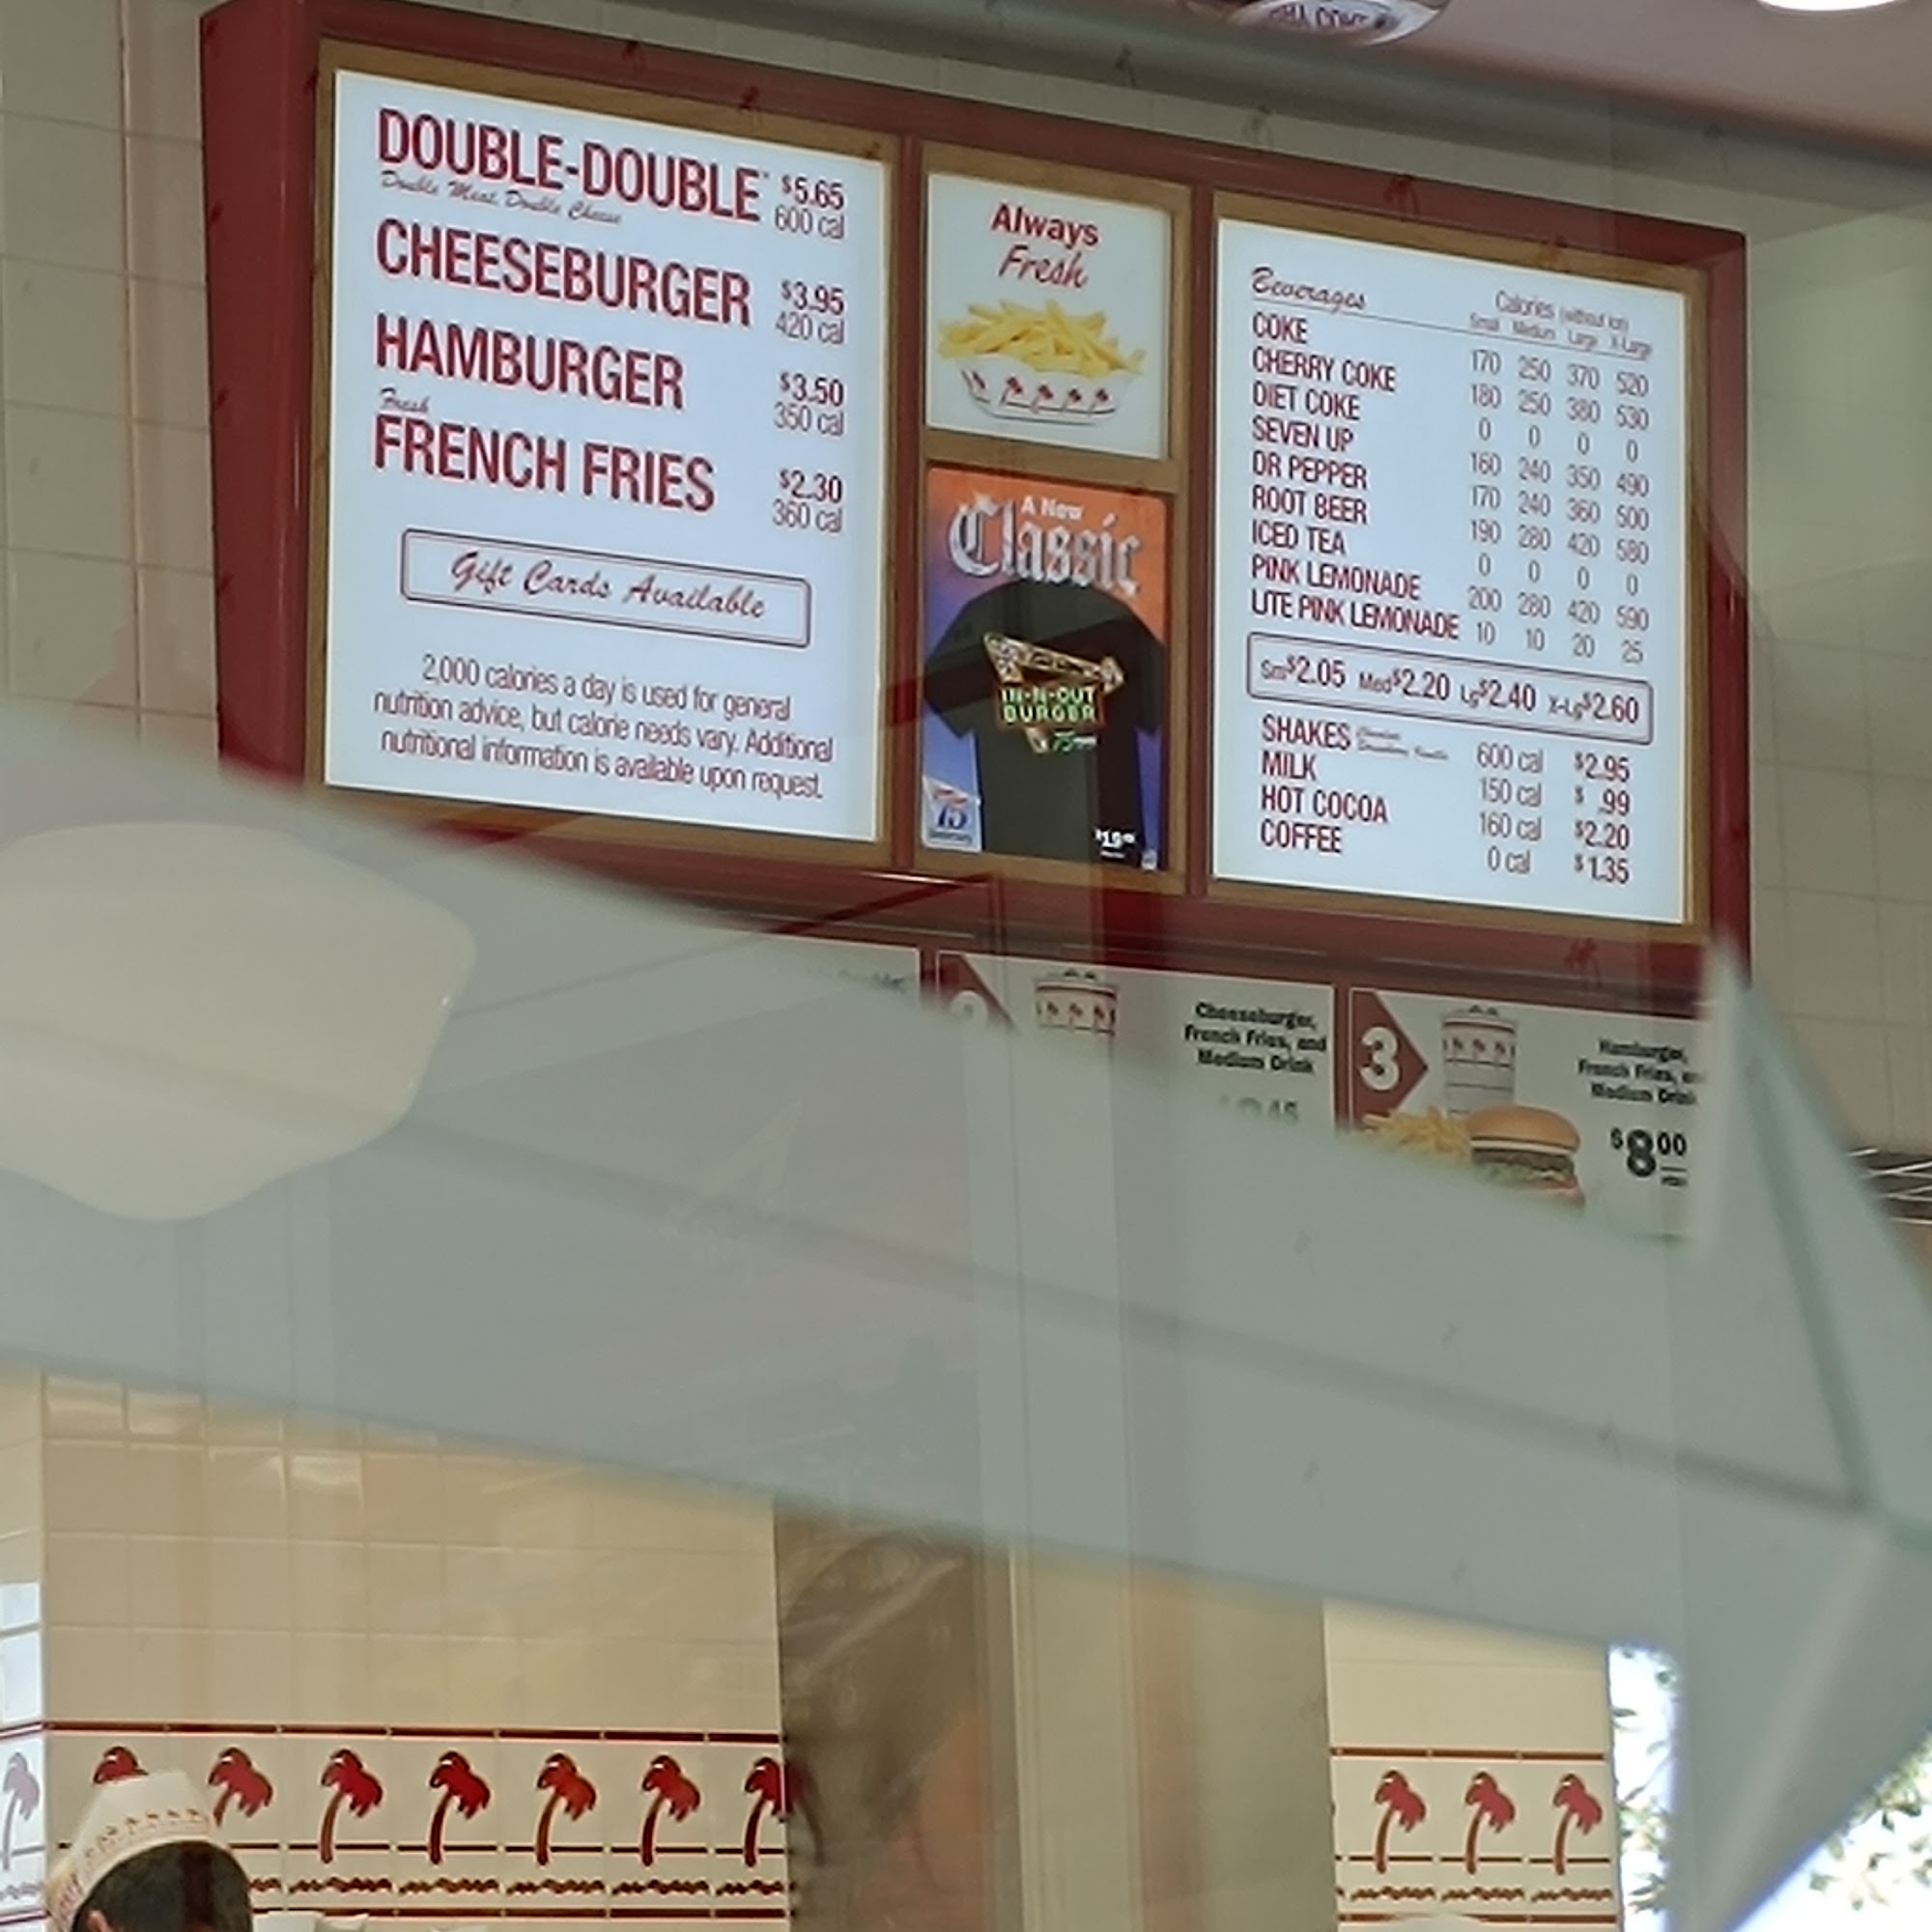 DOUBLE-DOUBLE $5.65
Double Meat, Double Cheese 600 cal
CHEESEBURGER $3.95
420 cal
HAMBURGER $3.50
350 cal
Fresh
FRENCH FRIES $2.30
360 cal
Gift Cards Available
2,000 calories a day is used for general
nutrition advice, but calorie needs vary. Additional
nutritional information is available upon request.
Always
Fresh
A New
Classic
IN-N-OUT
BURGER
75
75
Beverages Calories (without ice)
Small Medium Large X-Large
COKE 170 250 370 520
CHERRY COKE 180 250 380 530
DIET COKE 0 0 0 0
SEVEN UP 160 240 350 490
DR PEPPER 170 240 360 500
ROOT BEER 190 280 420 580
ICED TEA 0 0 0 0
PINK LEMONADE 200 280 420 590
LITE PINK LEMONADE 10 10 20 25
Sm$2.05 Med$2.20 Lg$2.40 X-Lg$2.60
SHAKES 600 cal $2.95
MILK 150 cal $ .99
HOT COCOA 160 cal $2.20
COFFEE 0 cal $1.35
Cheeseburger,
French Fries, and
Medium Drink
3
Hamburger,
French Fries,
Medium
$8.00